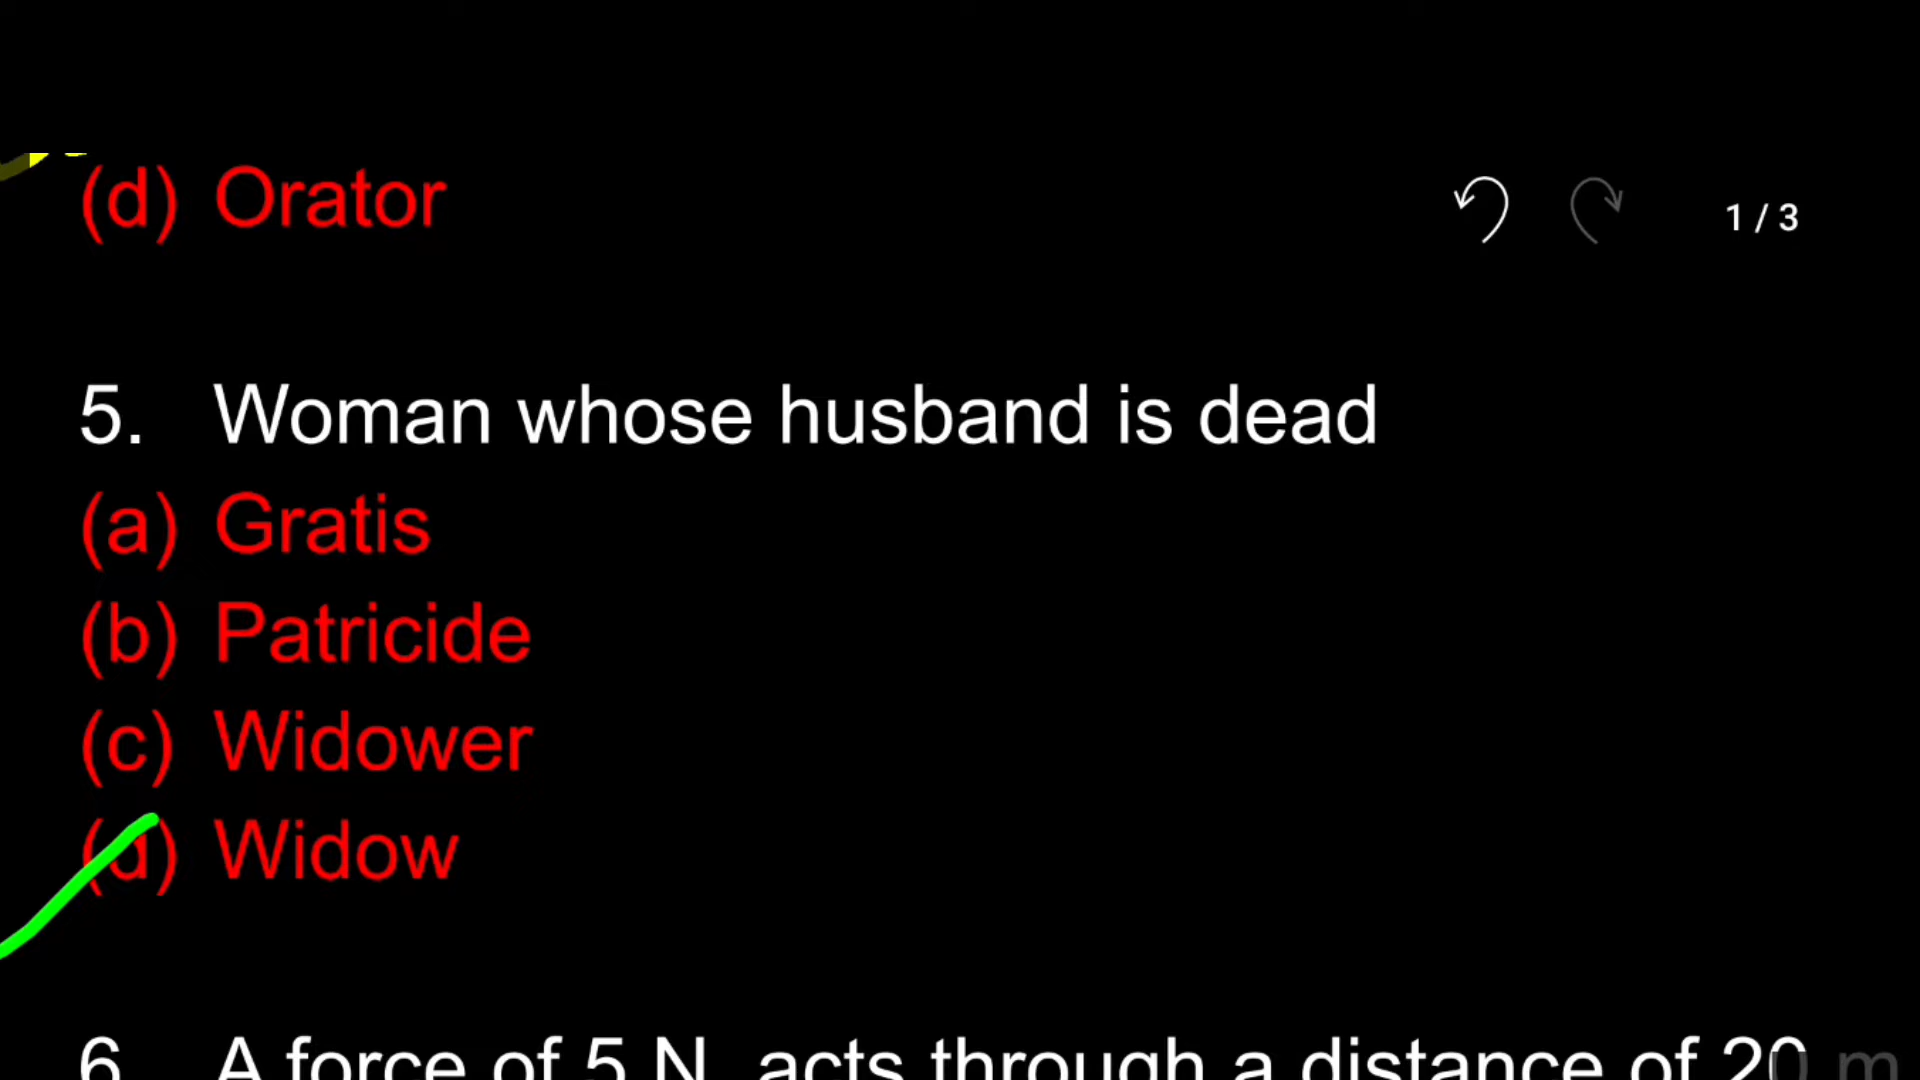 (d) Orator
1 / 3
5. Woman whose husband is dead
(a) Gratis
(b) Patricide
(c) Widower
(d) Widow
6. A force of 5 N acts through a distance of 20 m